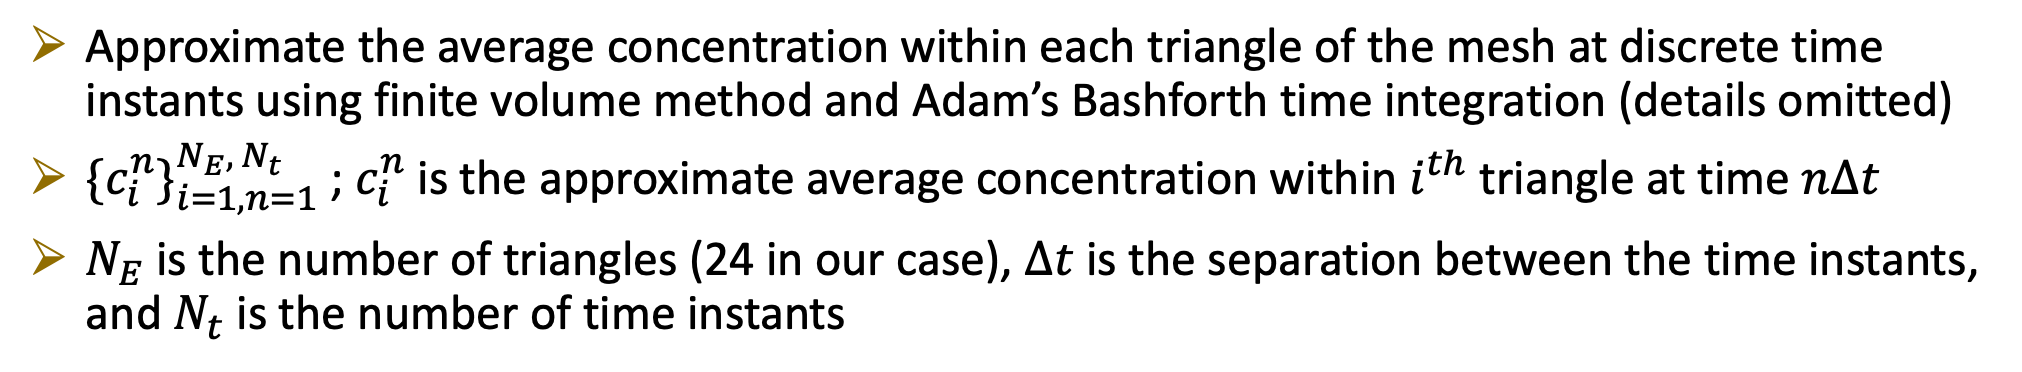 ➢ Approximate the average concentration within each triangle of the mesh at discrete time
instants using finite volume method and Adam’s Bashforth time integration (details omitted)
➢ $\{c_i^n\}_{i=1,n=1}^{N_E, N_t}$ ; $c_i^n$ is the approximate average concentration within $i^{th}$ triangle at time $n\Delta t$
➢ $N_E$ is the number of triangles (24 in our case), $\Delta t$ is the separation between the time instants,
and $N_t$ is the number of time instants